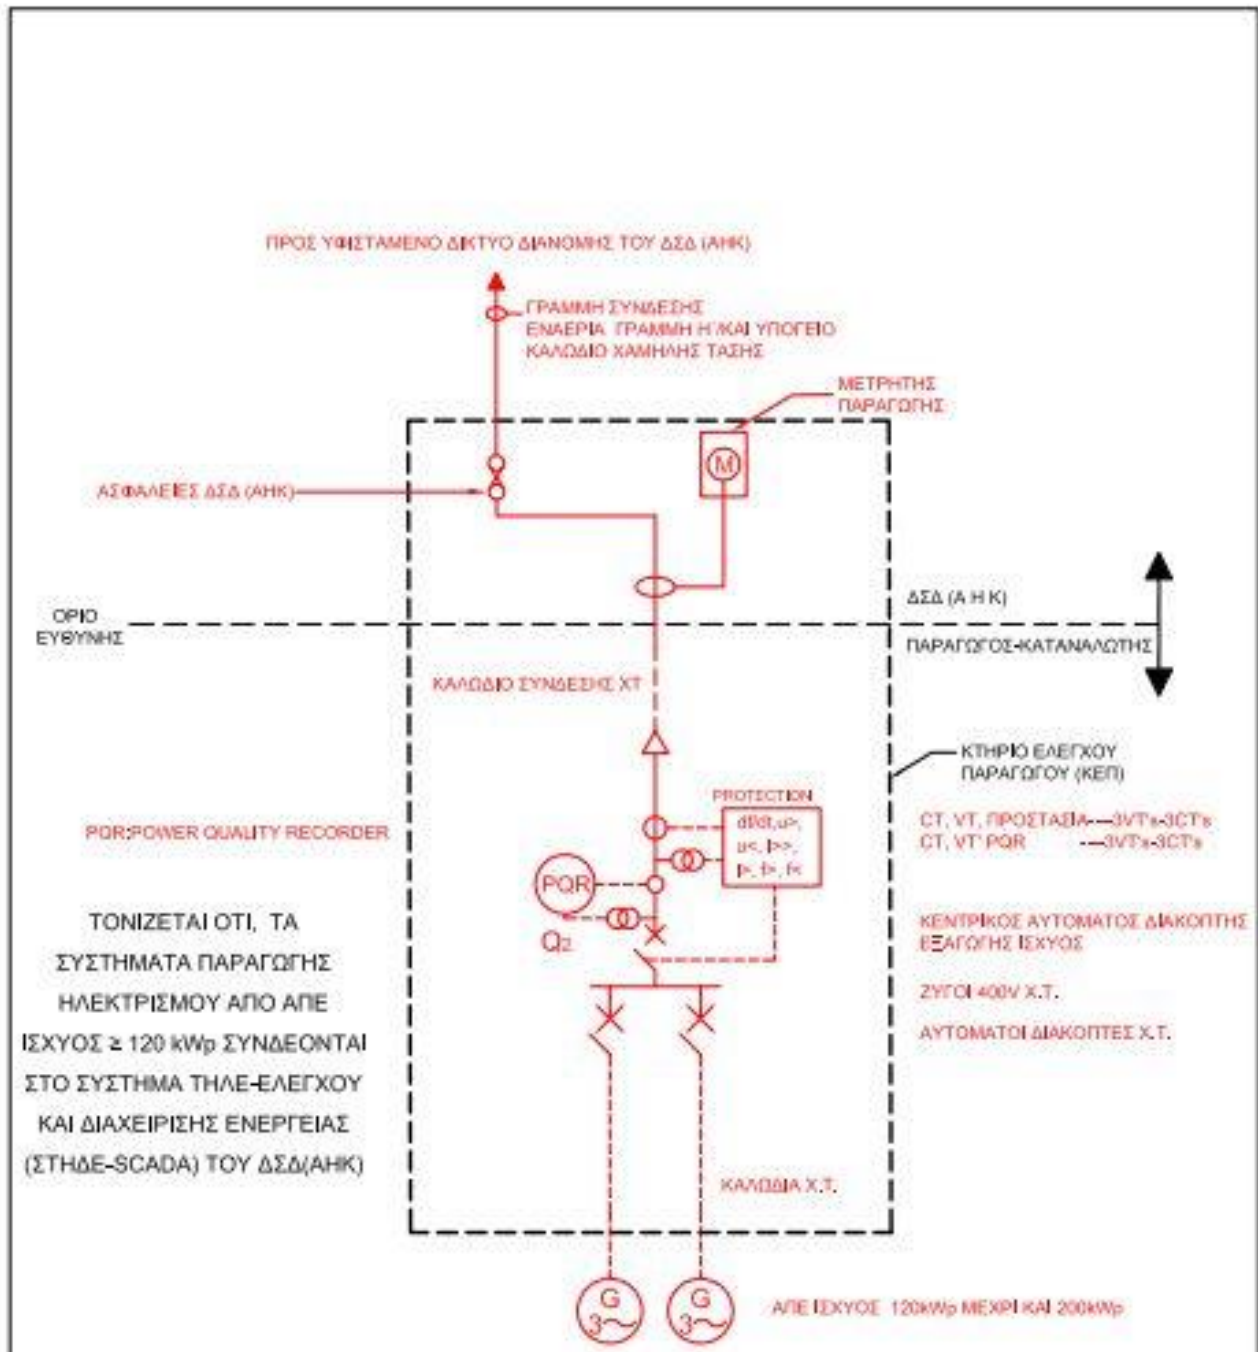 ΠΡΟΣ ΥΦΙΣΤΑΜΕΝΟ ΔΙΚΤΥΟ ΔΙΑΝΟΜΗΣ ΤΟΥ ΔΣΔ (ΑΗΚ)
ΓΡΑΜΜΗ ΣΥΝΔΕΣΗΣ
ΕΝΑΕΡΙΑ ΓΡΑΜΜΗ Η /ΚΑΙ ΥΠΟΓΕΙΟ
ΚΑΛΩΔΙΟ ΧΑΜΗΛΗΣ ΤΑΣΗΣ
ΜΕΤΡΗΤΗΣ
ΠΑΡΑΓΩΓΗΣ
M
ΑΣΦΑΛΕΙΕΣ ΔΣΔ (ΑΗΚ)
ΔΣΔ (Α Η Κ)
ΟΡΙΟ
ΕΥΘΥΝΗΣ
ΠΑΡΑΓΩΓΟΣ-ΚΑΤΑΝΑΛΩΤΗΣ
ΚΑΛΩΔΙΟ ΣΥΝΔΕΣΗΣ ΧΤ
ΚΤΗΡΙΟ ΕΛΕΓΧΟΥ
ΠΑΡΑΓΩΓΟΥ (ΚΕΠ)
PROTECTION
df/dt,u>,
u<, I>>,
I>, f>, f<
CT, VT, ΠΡΟΣΤΑΣΙΑ----3VT's-3CT's
CT, VT' PQR ----3VT's-3CT's
PQR:POWER QUALITY RECORDER
PQR
Q2
ΤΟΝΙΖΕΤΑΙ ΟΤΙ, ΤΑ
ΣΥΣΤΗΜΑΤΑ ΠΑΡΑΓΩΓΗΣ
ΗΛΕΚΤΡΙΣΜΟΥ ΑΠΟ ΑΠΕ
ΙΣΧΥΟΣ ≥ 120 kWp ΣΥΝΔΕΟΝΤΑΙ
ΣΤΟ ΣΥΣΤΗΜΑ ΤΗΛΕ-ΕΛΕΓΧΟΥ
ΚΑΙ ΔΙΑΧΕΙΡΙΣΗΣ ΕΝΕΡΓΕΙΑΣ
(ΣΤΗΔΕ-SCADA) ΤΟΥ ΔΣΔ(ΑΗΚ)
ΚΕΝΤΡΙΚΟΣ ΑΥΤΟΜΑΤΟΣ ΔΙΑΚΟΠΤΗΣ
ΕΞΑΓΩΓΗΣ ΙΣΧΥΟΣ
ΖΥΓΟΙ 400V Χ.Τ.
ΑΥΤΟΜΑΤΟΙ ΔΙΑΚΟΠΤΕΣ Χ.Τ.
ΚΑΛΩΔΙΑ Χ.Τ.
G
3~
G
3~
ΑΠΕ ΙΣΧΥΟΣ 120kWp ΜΕΧΡΙ ΚΑΙ 200kWp